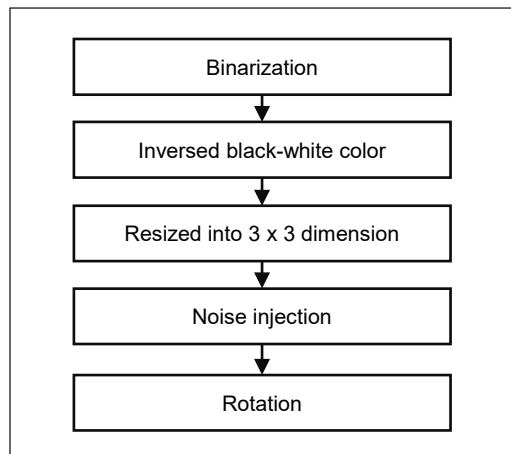 Binarization
Inversed black-white color
Resized into 3 x 3 dimension
Noise injection
Rotation